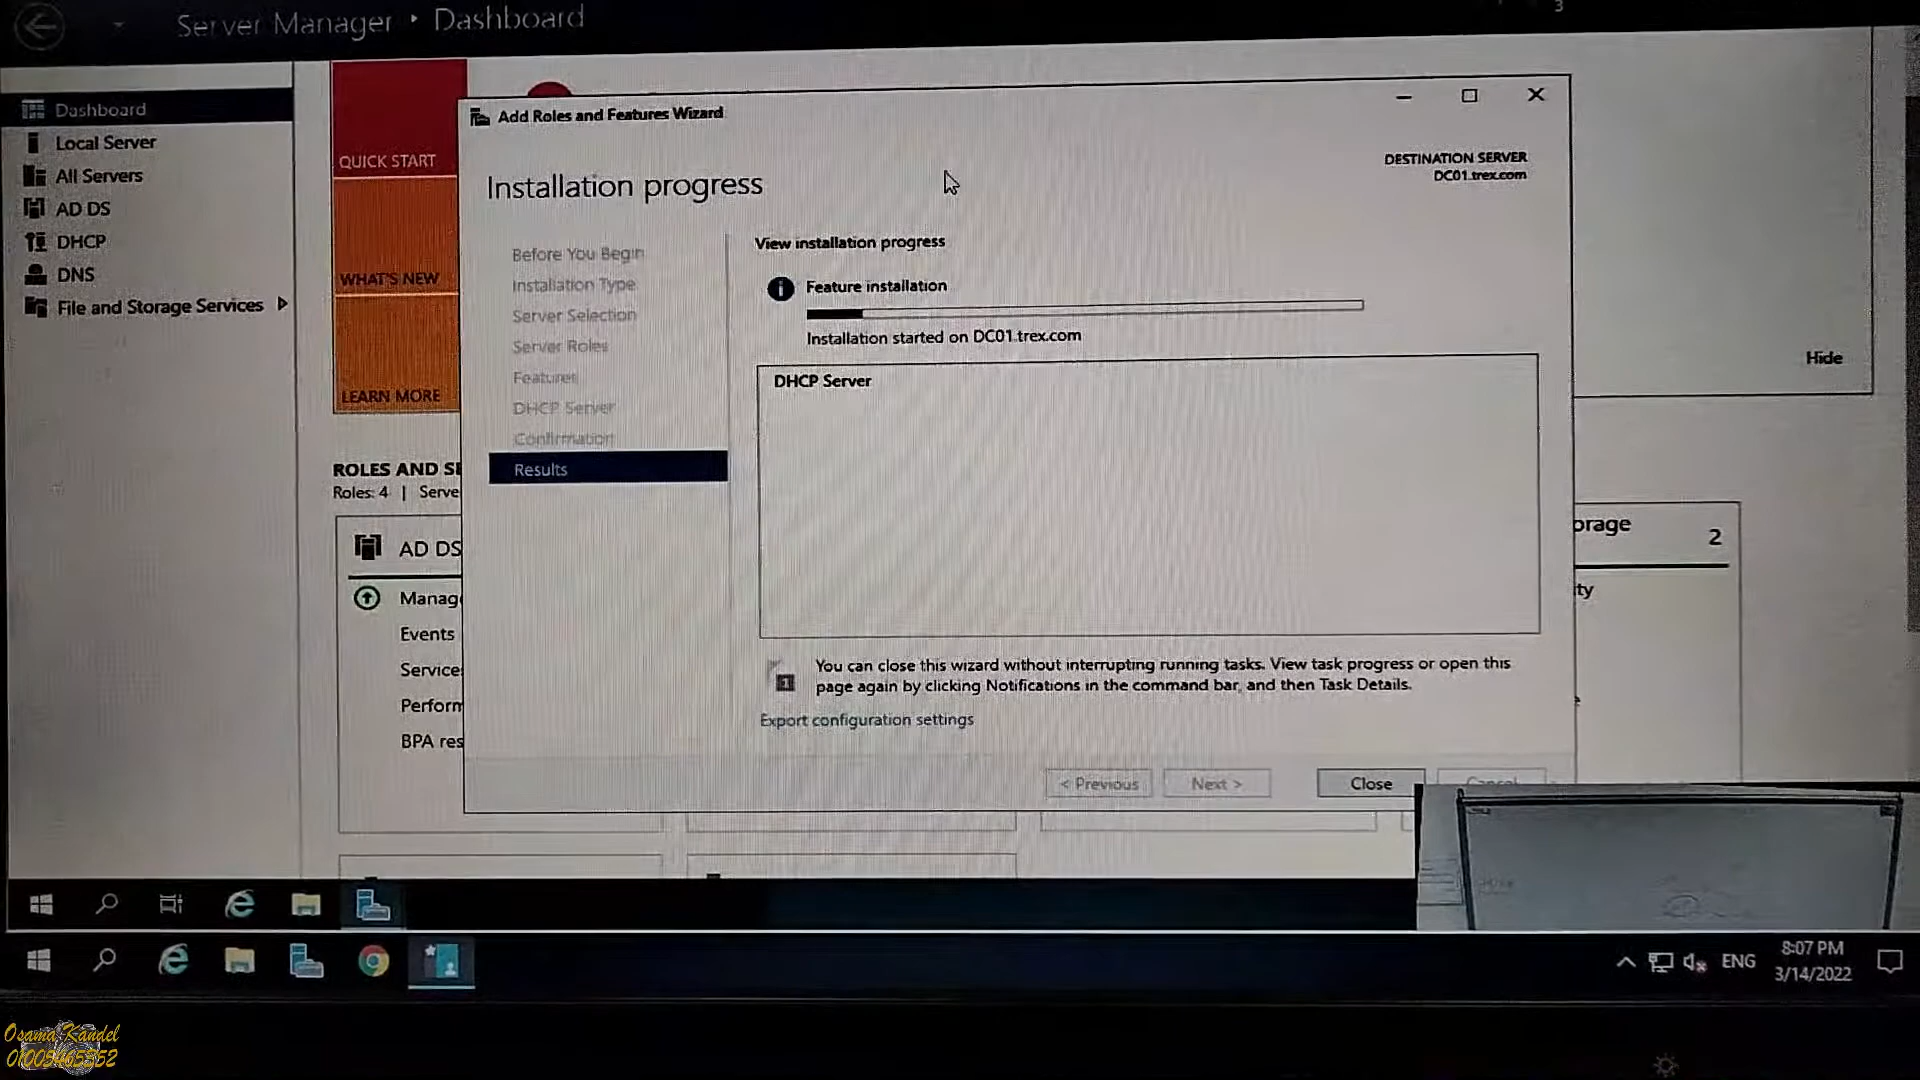 3
Server Manager • Dashboard
Dashboard
Local Server
All Servers
AD DS
DHCP
DNS
File and Storage Services
QUICK START
WHAT'S NEW
LEARN MORE
Hide
ROLES AND SE
Roles: 4 | Serve
AD DS
Manag
Events
Service
Perform
BPA res
orage
2
ity
Add Roles and Features Wizard
Installation progress
DESTINATION SERVER
DC01.trex.com
Before You Begin
Installation Type
Server Selection
Server Roles
Features
DHCP Server
Confirmation
Results
View installation progress
Feature installation
Installation started on DC01.trex.com
DHCP Server
You can close this wizard without interrupting running tasks. View task progress or open this
page again by clicking Notifications in the command bar, and then Task Details.
Export configuration settings
< Previous
Next >
Close
Cancel
ENG
8:07 PM
3/14/2022
Osama Kandel